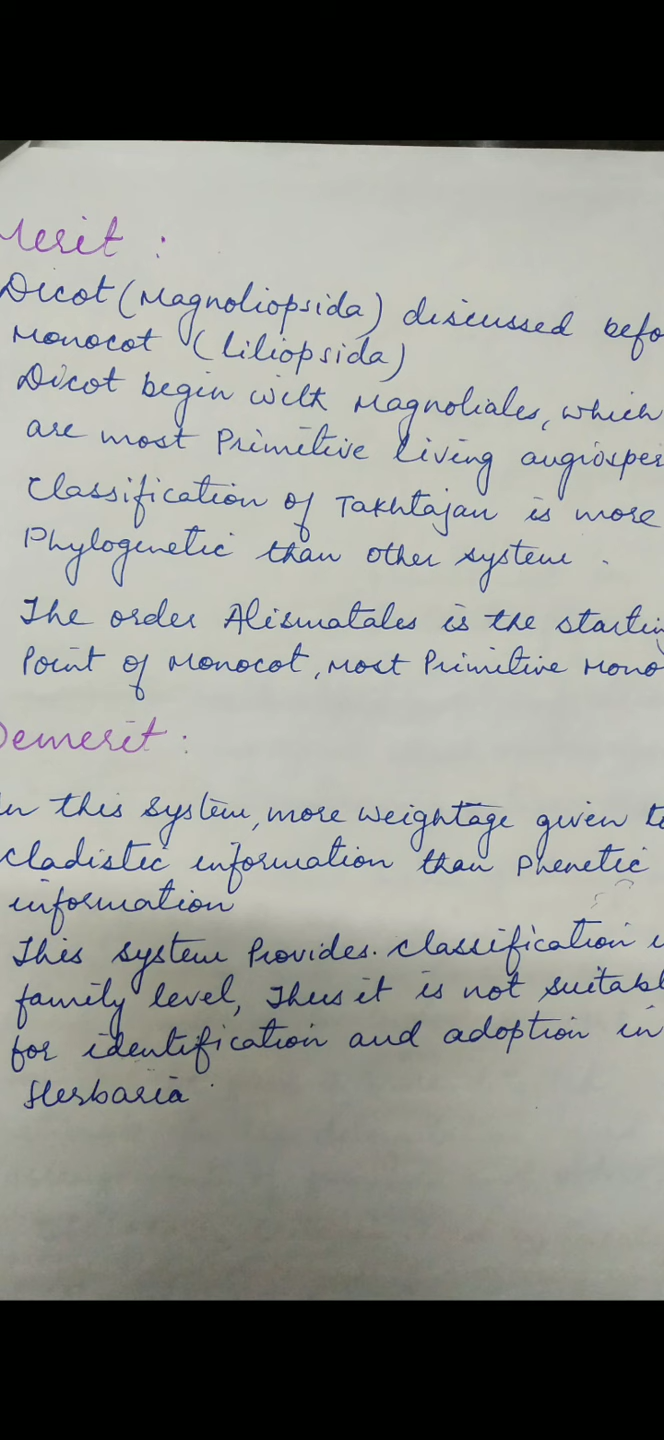 Merit :
Dicot (Magnoliopsida) discussed befo
Monocot (Liliopsida)
Dicot begin with Magnoliales, which
are most Primitive living angiosper
Classification of Takhtajan is more
Phylogenetic than other system .
The order Alismatales is the startin
Point of Monocot, most Primitive Mono
Demerit :
In this system, more weightage given to
cladistic information than Phenetic
information
This system Provides classification
family level, Thus it is not suitabl
for identification and adoption in
Herbaria